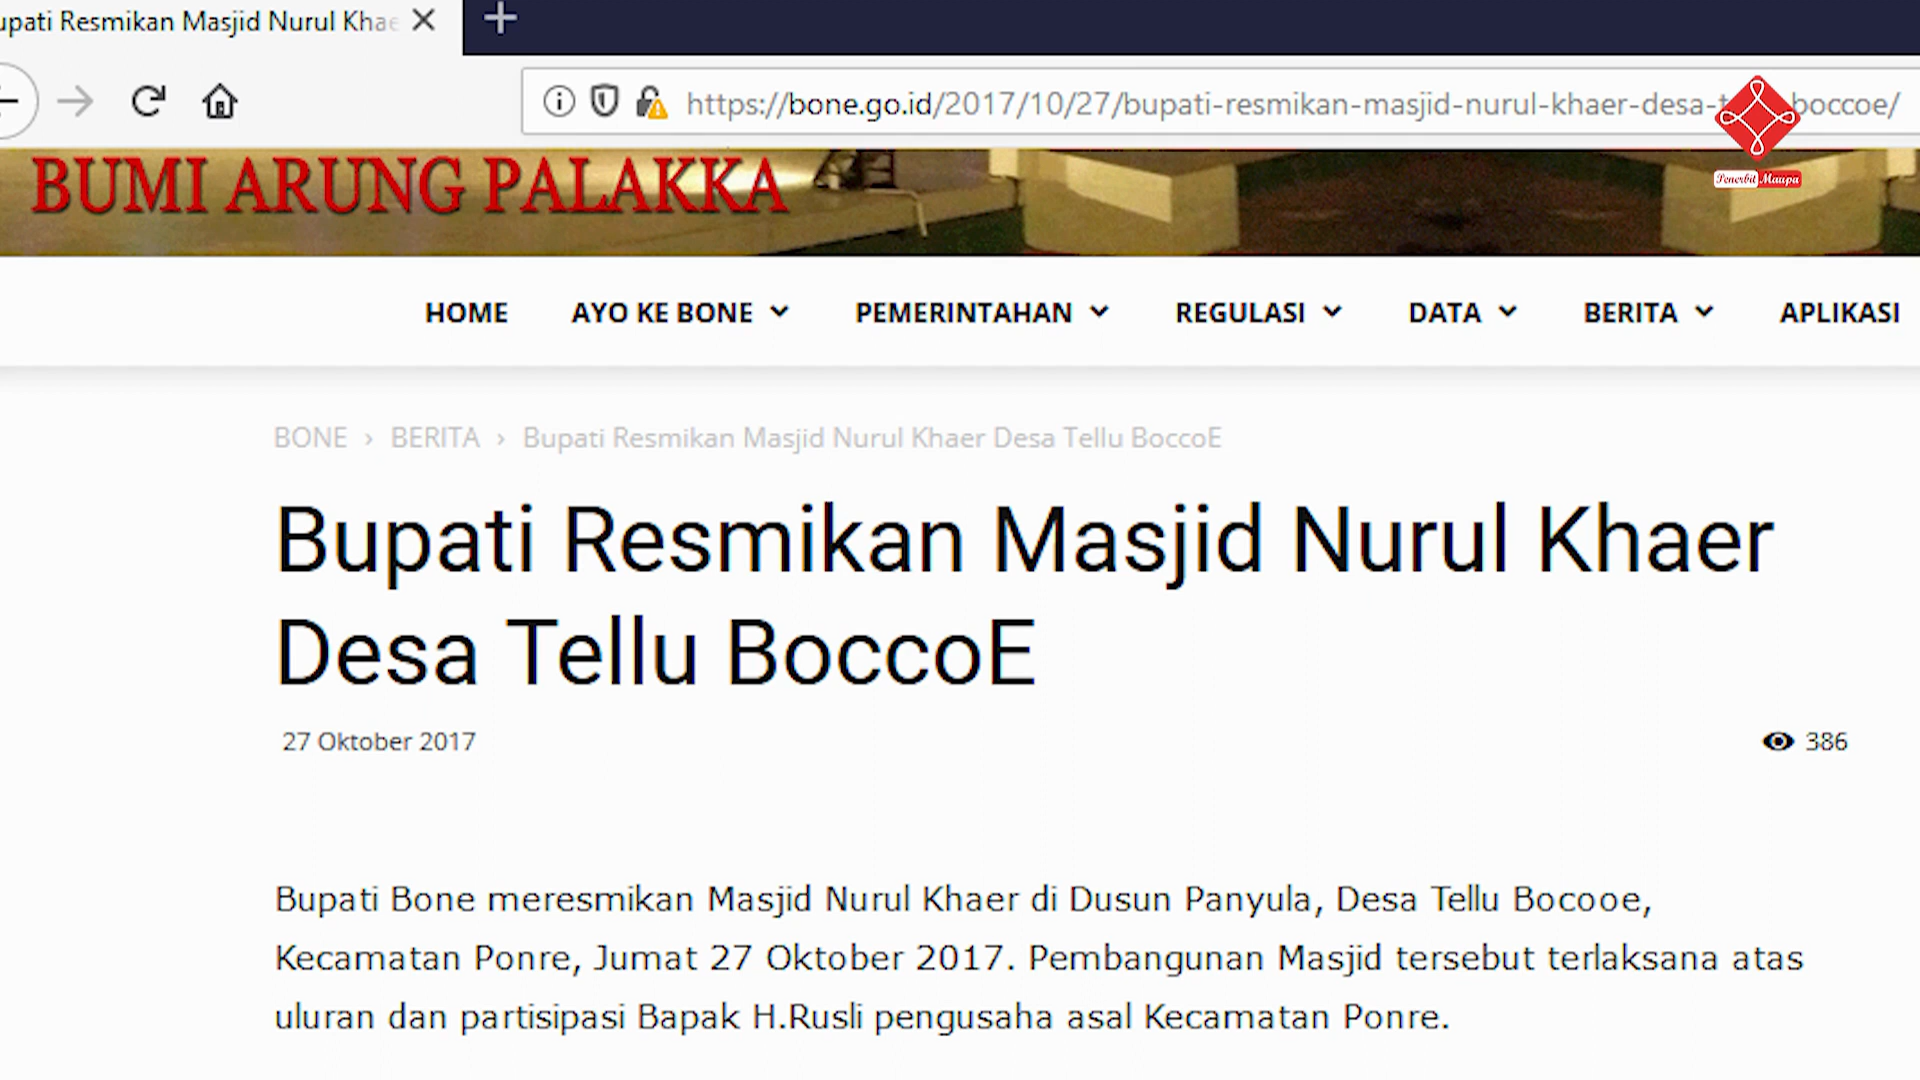 upati Resmikan Masjid Nurul Khae
https://bone.go.id/2017/10/27/bupati-resmikan-masjid-nurul-khaer-desa-t boccoe/
Penerbit Maupa
BUMI ARUNG PALAKKA
HOME AYO KE BONE PEMERINTAHAN REGULASI DATA BERITA APLIKASI
BONE › BERITA › Bupati Resmikan Masjid Nurul Khaer Desa Tellu BoccoE
Bupati Resmikan Masjid Nurul Khaer
Desa Tellu BoccoE
27 Oktober 2017 386
Bupati Bone meresmikan Masjid Nurul Khaer di Dusun Panyula, Desa Tellu Bocooe,
Kecamatan Ponre, Jumat 27 Oktober 2017. Pembangunan Masjid tersebut terlaksana atas
uluran dan partisipasi Bapak H.Rusli pengusaha asal Kecamatan Ponre.